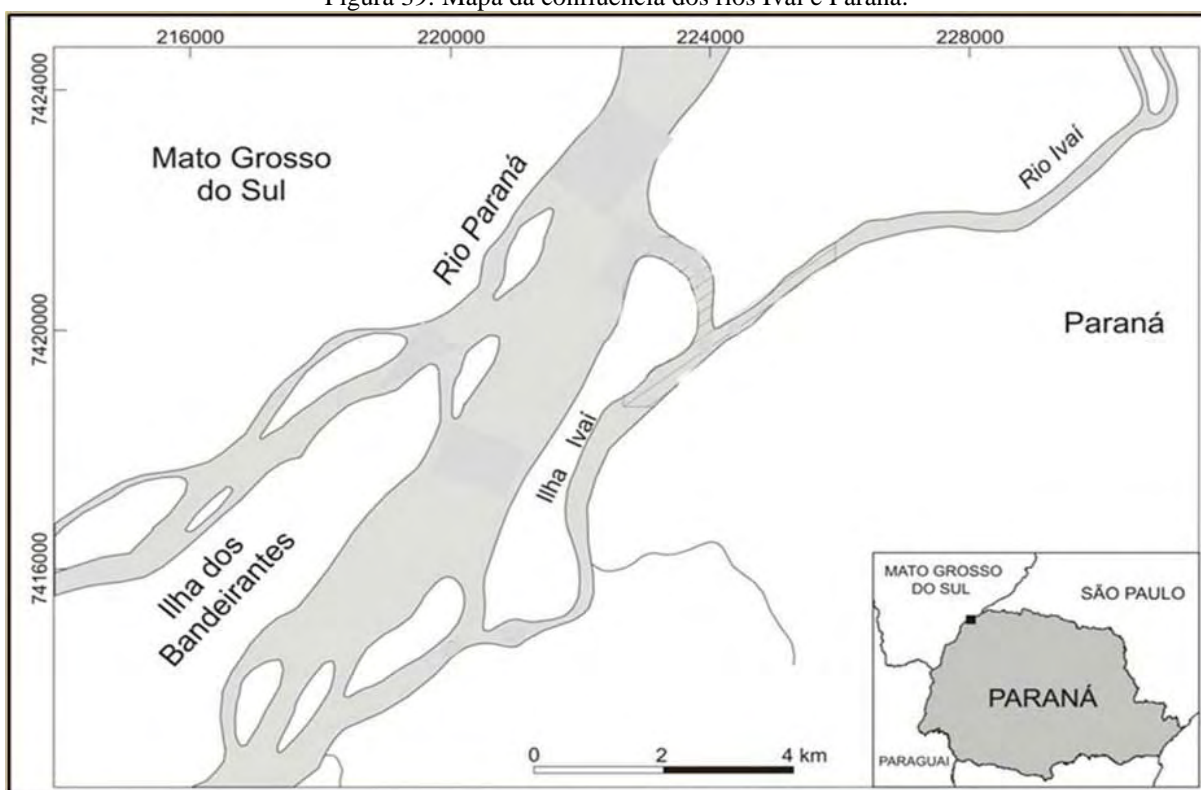 Figura 39: Mapa da confluência dos rios Ivaí e Paraná.
216000
220000
224000
228000
7424000
7420000
7416000
Mato Grosso
do Sul
Rio Paraná
Rio Ivaí
Paraná
Ilha Ivaí
Ilha dos
Bandeirantes
0 2 4 km
MATO GROSSO
DO SUL
SÃO PAULO
PARANÁ
PARAGUAI